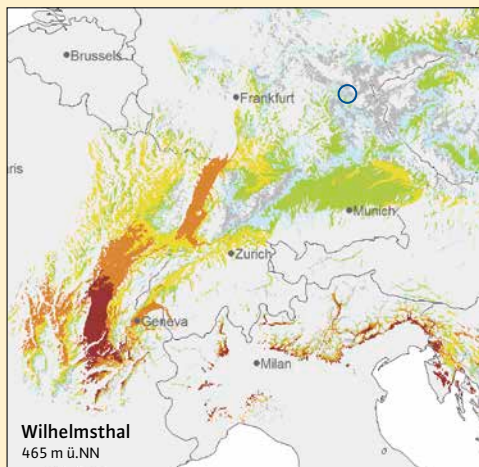 Brussels
Frankfurt
ris
Munich
Zurich
Geneva
Milan
Wilhelmsthal
465 m ü.NN